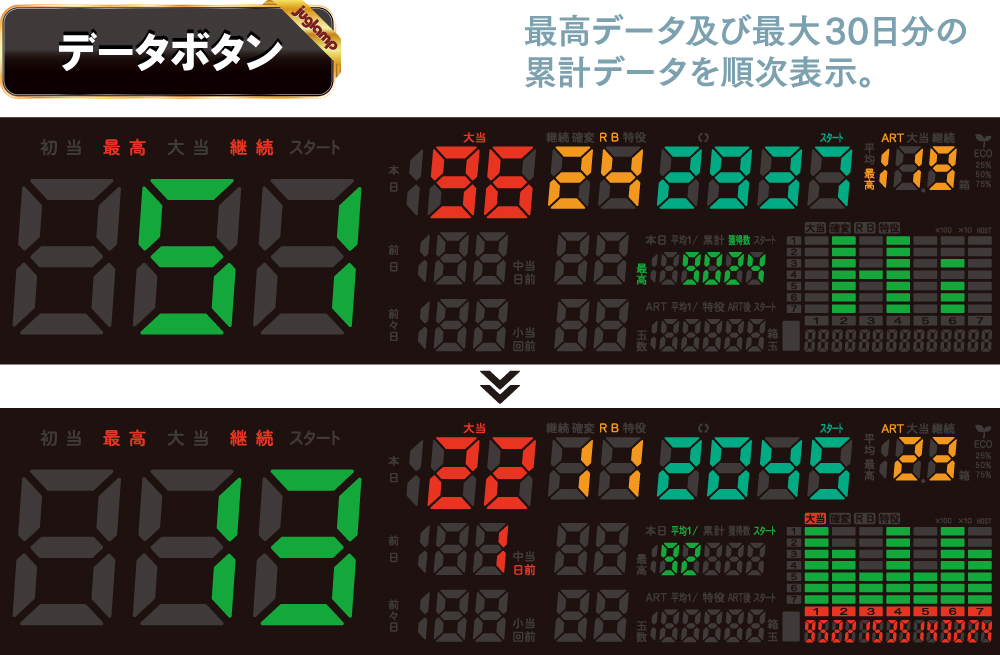 データボタン
juglamp
最高データ及び最大30日分の
累計データを順次表示。
初当 最高 大当 継続 スタート
大当 継続 確変 RB 特役 スタート ART 大当 継続
51
本日 96 24 2937
平均 最高 119 箱
ECO
25%
50%
75%
大当 確変 RB 特役 ×100 ×10 HOST
前日
中当
日前
本日 平均1/ 累計 獲得数 スタート
最高 9024
1
2
3
4
5
6
7
ART 平均1/ 特役 ART後 スタート
前々日
小当
回前
玉数
箱
玉
1 2 3 4 5 6 7
初当 最高 大当 継続 スタート
大当 継続 確変 RB 特役 スタート ART 大当 継続
13
本日 22 11 2045
平均 最高 23 箱
ECO
25%
50%
75%
大当 確変 RB 特役 ×100 ×10 HOST
前日 1
中当
日前
本日 平均1/ 累計 獲得数 スタート
最高 92
1
2
3
4
5
6
7
ART 平均1/ 特役 ART後 スタート
前々日
小当
回前
玉数
箱
玉
1 2 3 4 5 6 7